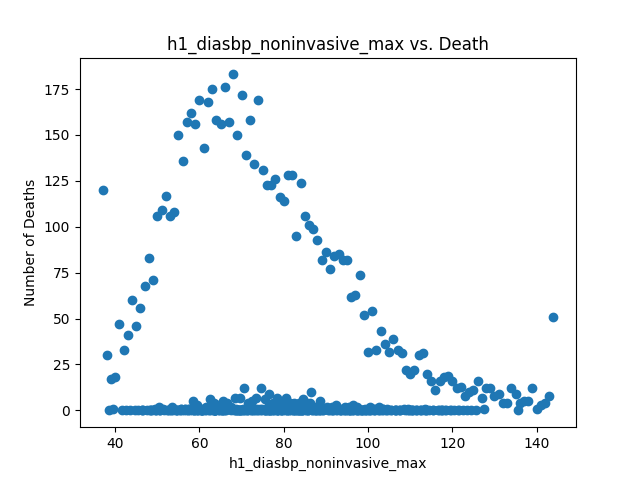 h1_diasbp_noninvasive_max vs. Death
Number of Deaths
175
150
125
100
75
50
25
0
40 60 80 100 120 140
h1_diasbp_noninvasive_max